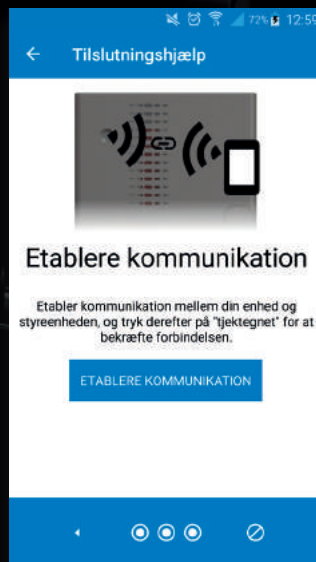 72% 12:59
Tilslutningshjælp
Etablere kommunikation
Etabler kommunikation mellem din enhed og
styreenheden, og tryk derefter på "tjektegnet" for at
bekræfte forbindelsen.
ETABLERE KOMMUNIKATION